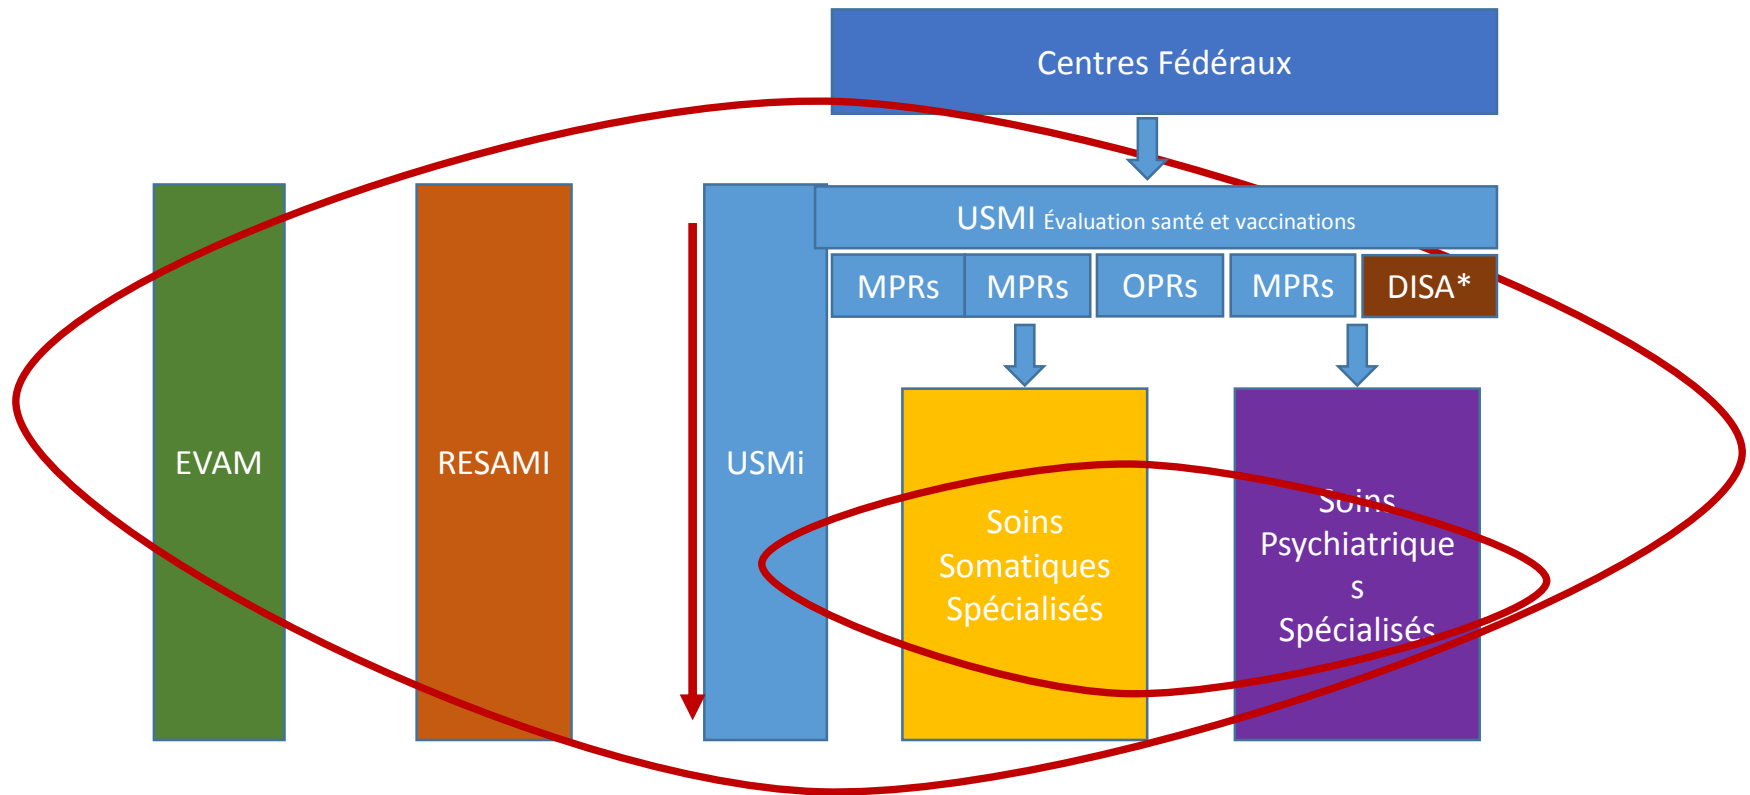 Centres Fédéraux
USMI Évaluation santé et vaccinations
MPRs
MPRs
OPRs
MPRs
DISA*
EVAM
RESAMI
USMi
Soins
Somatiques
Spécialisés
Soins
Psychiatrique
s
Spécialisés